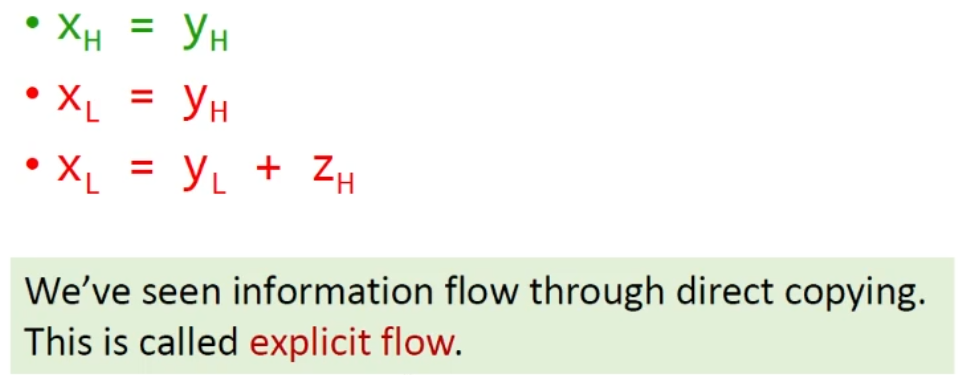 • x_H = y_H
• x_L = y_H
• x_L = y_L + z_H
We've seen information flow through direct copying.
This is called explicit flow.